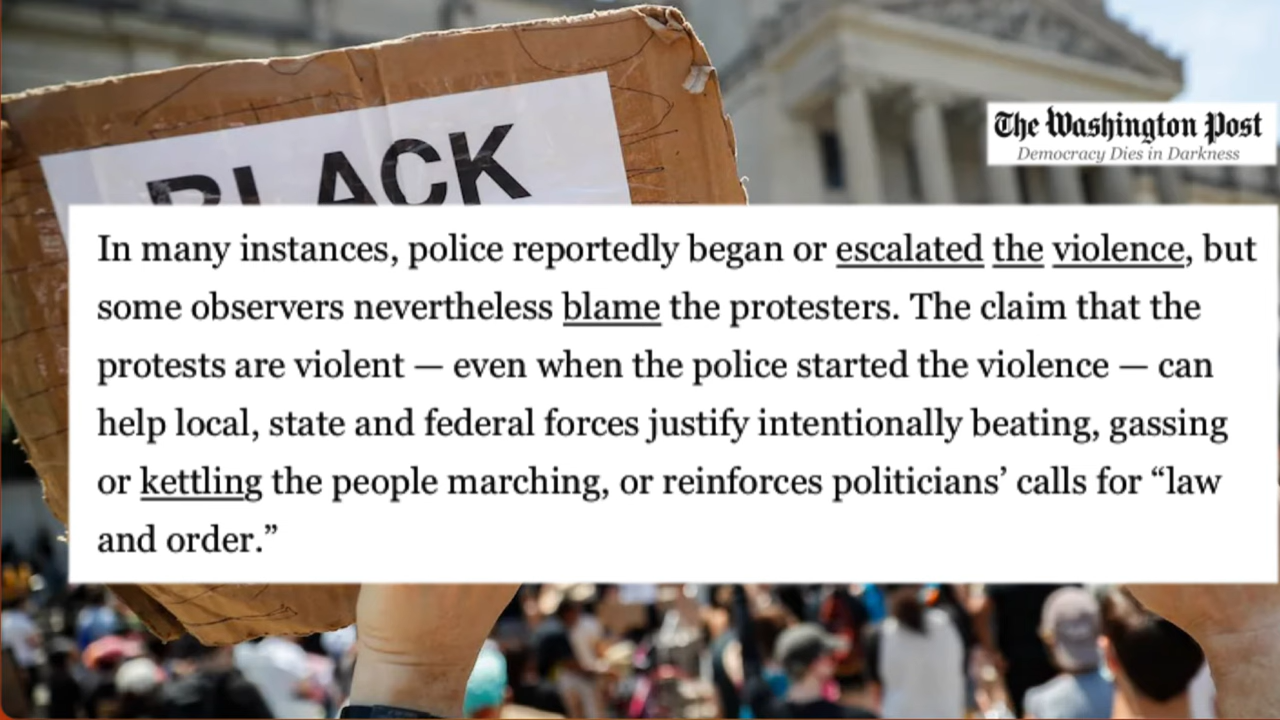 BLACK
The Washington Post
Democracy Dies in Darkness
In many instances, police reportedly began or escalated the violence, but
some observers nevertheless blame the protesters. The claim that the
protests are violent — even when the police started the violence — can
help local, state and federal forces justify intentionally beating, gassing
or kettling the people marching, or reinforces politicians’ calls for “law
and order.”